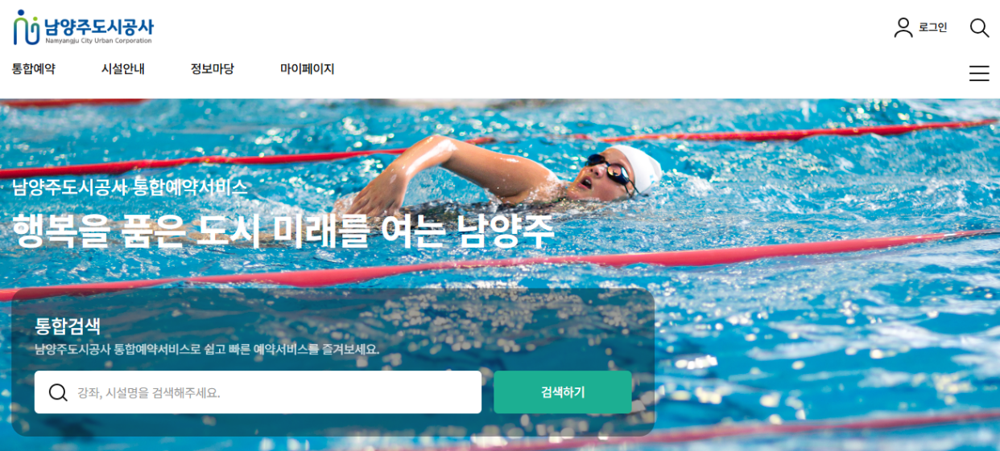 남양주도시공사
Namyangju City Urban Corporation
로그인
통합예약 시설안내 정보마당 마이페이지
남양주도시공사 통합예약서비스
행복을 품은 도시 미래를 여는 남양주
통합검색
남양주도시공사 통합예약서비스로 쉽고 빠른 예약서비스를 즐겨보세요.
강좌, 시설명을 검색해주세요. 검색하기